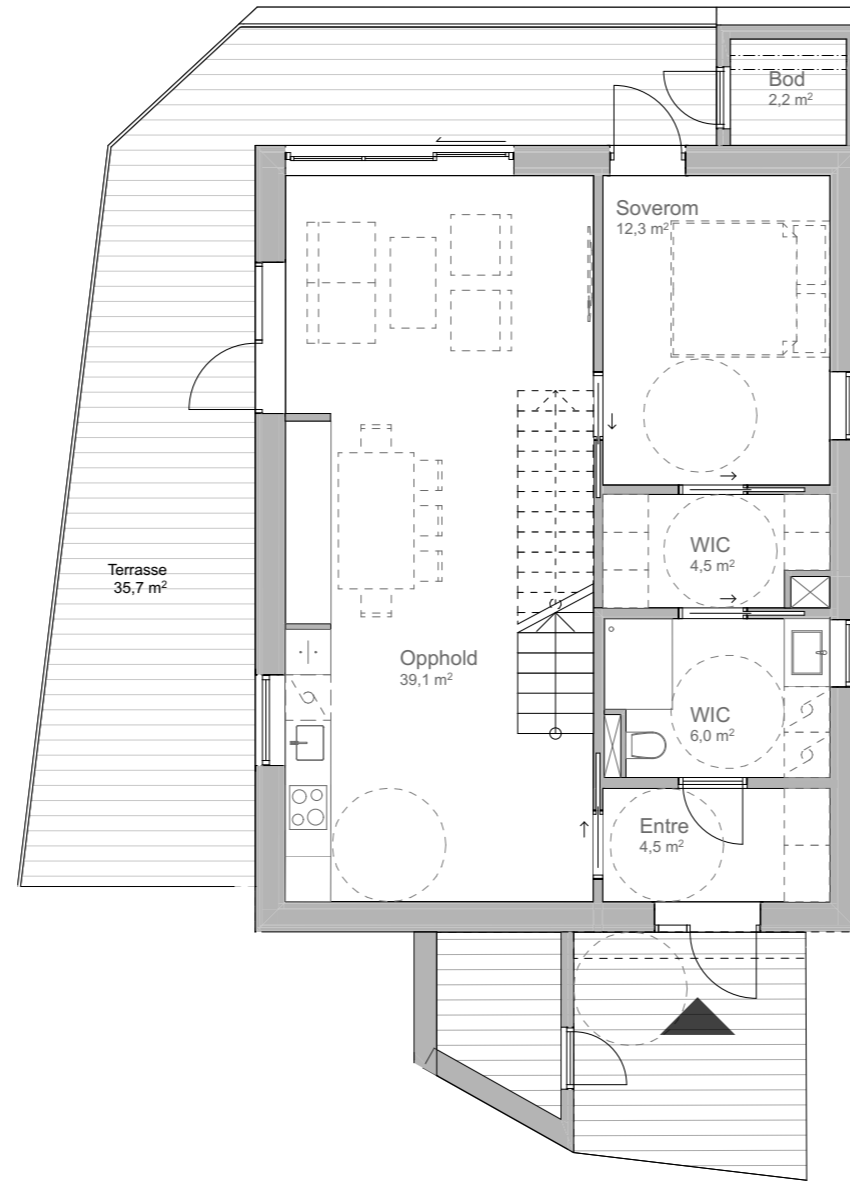 Bod
2,2 m²
Soverom
12,3 m²
WIC
4,5 m²
Terrasse
35,7 m²
Opphold
39,1 m²
WIC
6,0 m²
Entre
4,5 m²